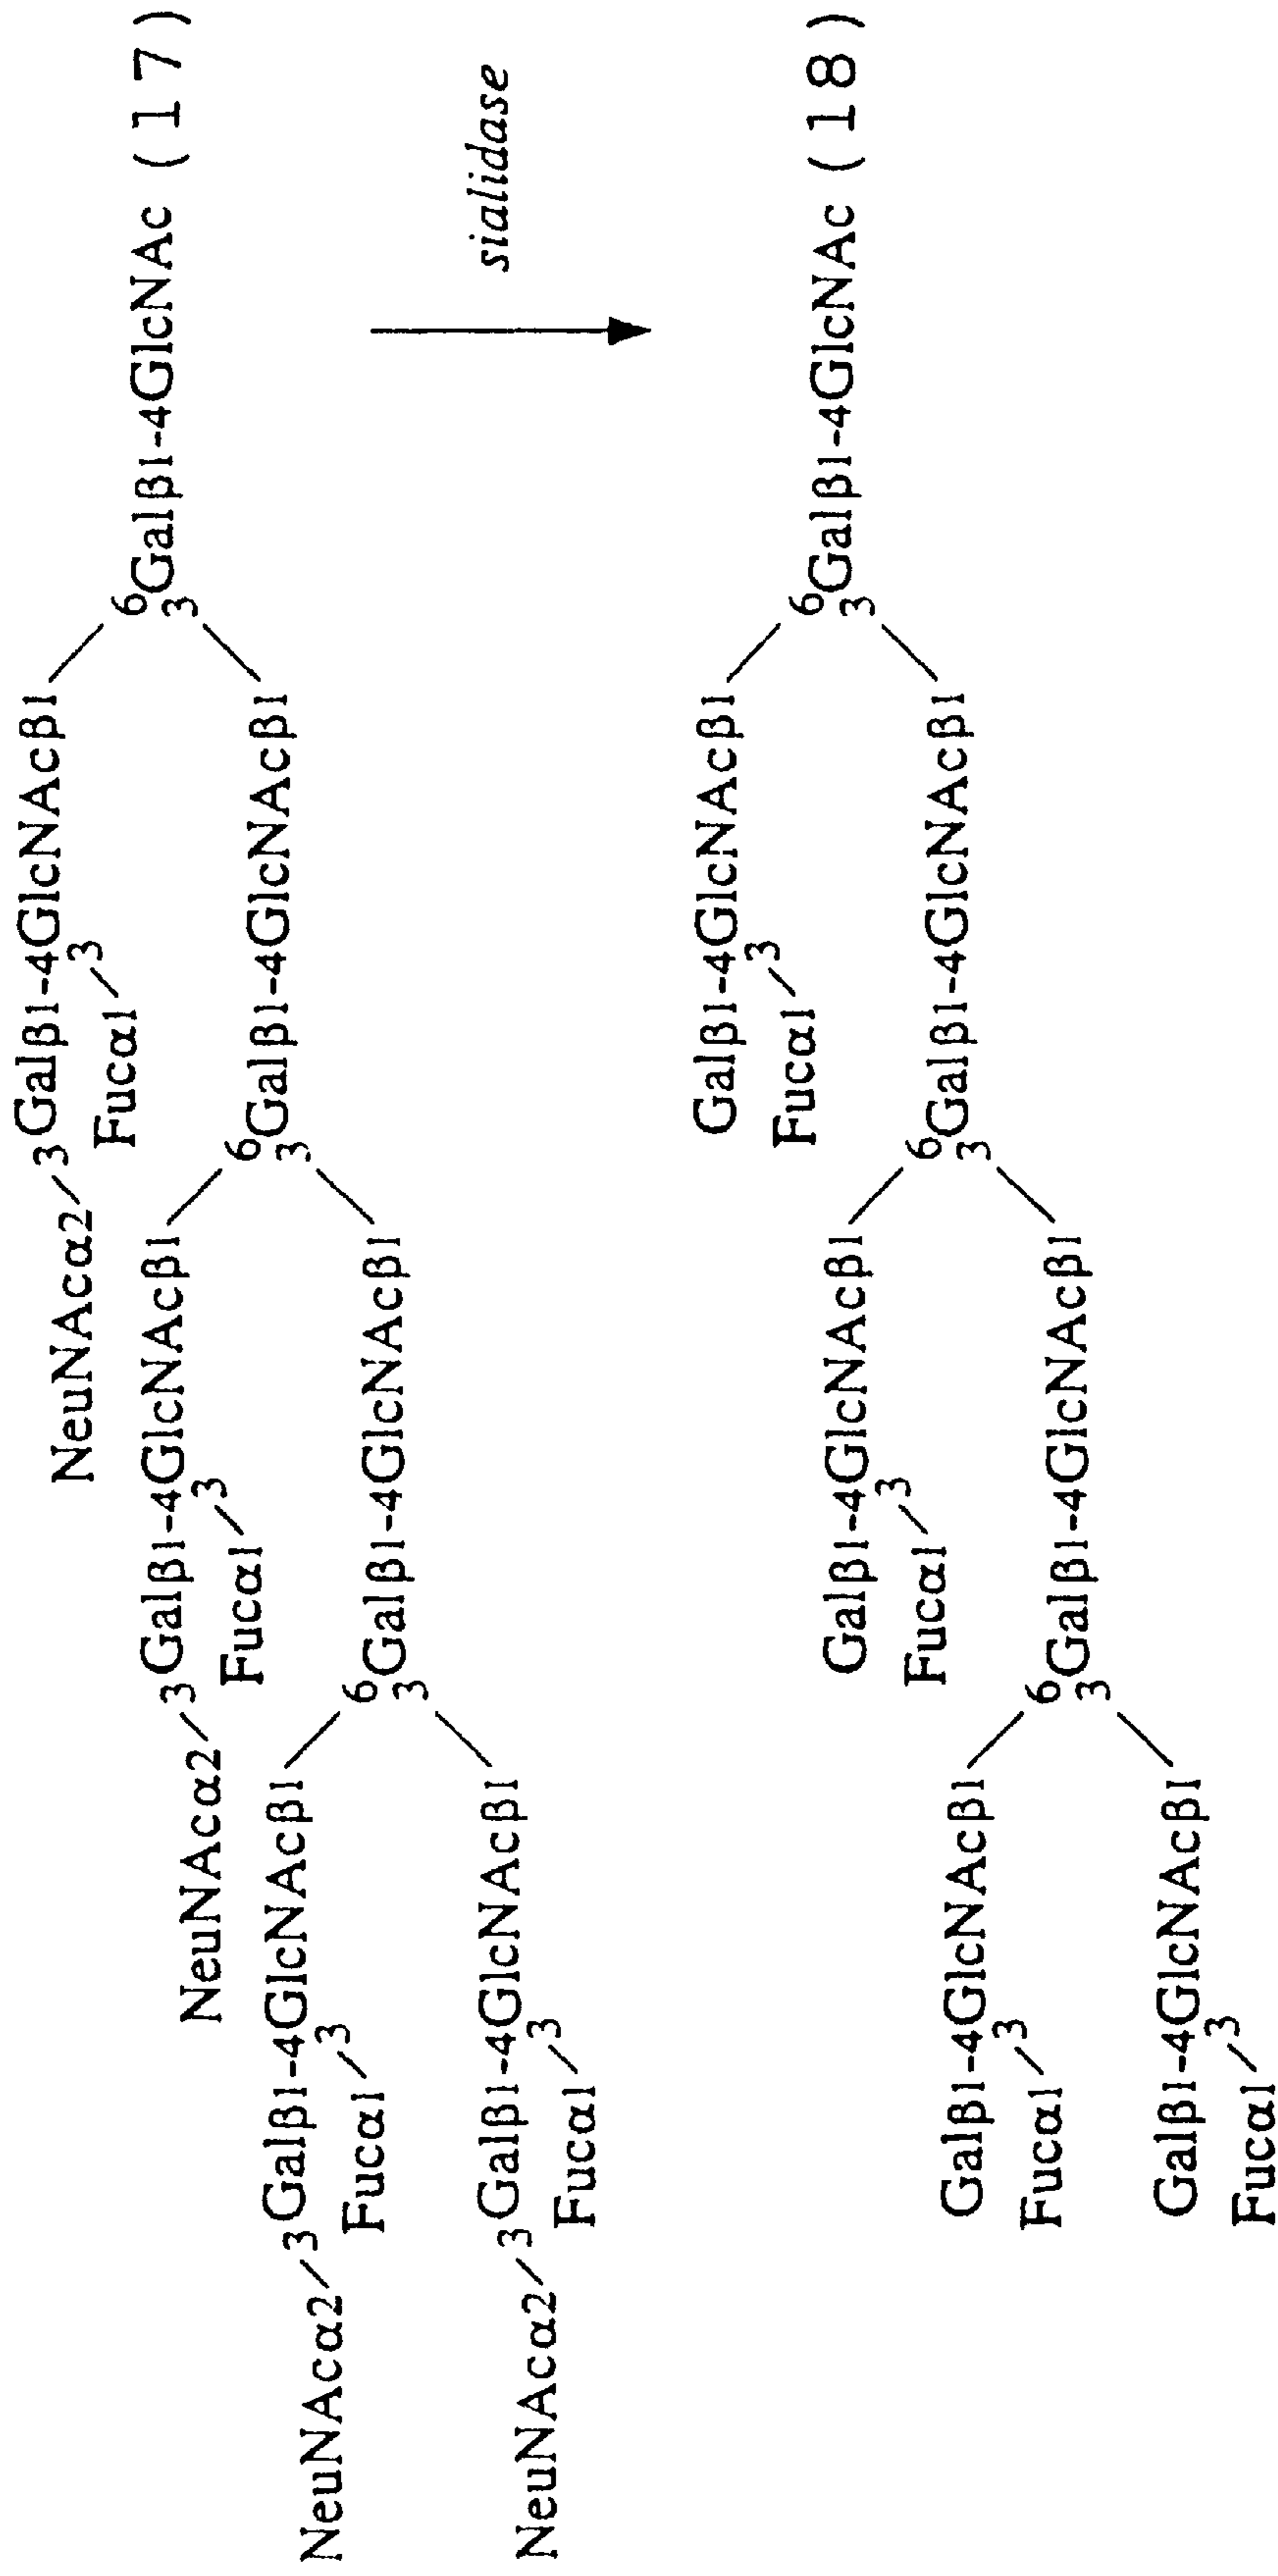 NeuNAcα2
3Galβ1-4GlcNAcβ1
Fucα1
3
NeuNAcα2
3Galβ1-4GlcNAcβ1
Fucα1
3
6
3Galβ1-4GlcNAc (17)
NeuNAcα2
3Galβ1-4GlcNAcβ1
Fucα1
3
6
3Galβ1-4GlcNAcβ1
6
3Galβ1-4GlcNAcβ1
NeuNAcα2
3Galβ1-4GlcNAcβ1
Fucα1
3
sialidase
Galβ1-4GlcNAcβ1
Fucα1
3
6
3Galβ1-4GlcNAc (18)
Galβ1-4GlcNAcβ1
Fucα1
3
6
3Galβ1-4GlcNAcβ1
Galβ1-4GlcNAcβ1
Fucα1
3
6
3Galβ1-4GlcNAcβ1
Galβ1-4GlcNAcβ1
Fucα1
3